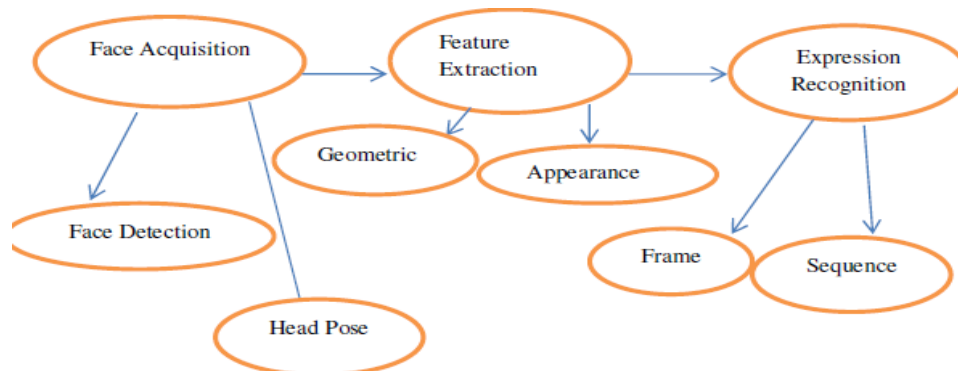 Face Acquisition
Feature
Extraction
Expression
Recognition
Geometric
Appearance
Face Detection
Frame
Sequence
Head Pose